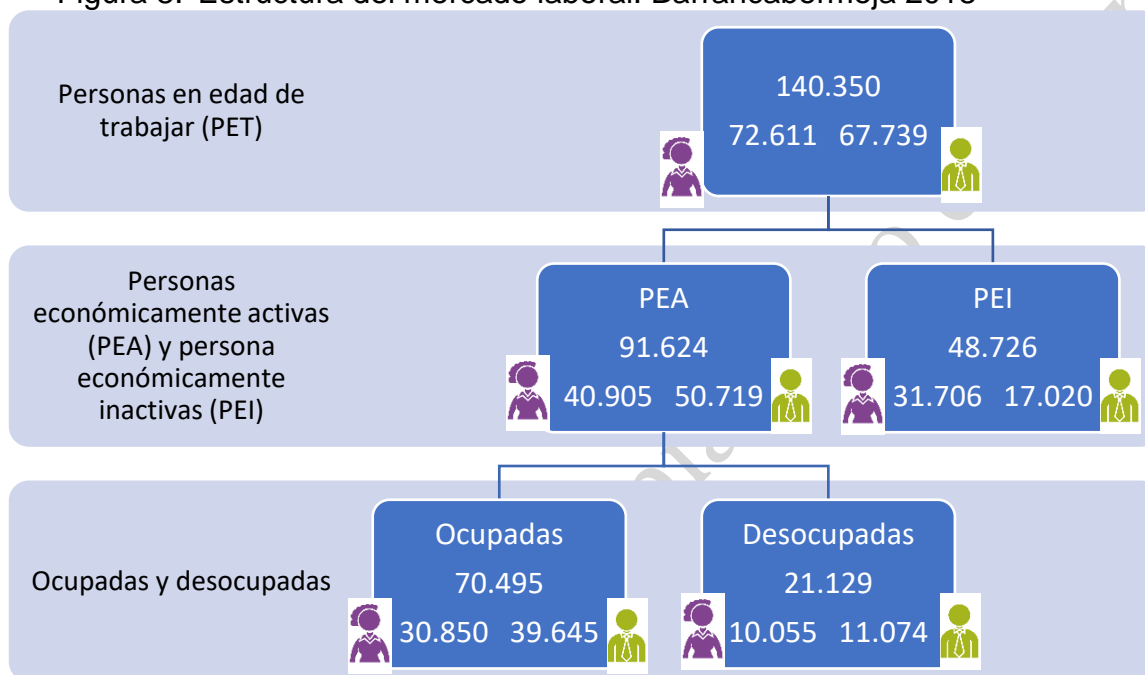 Personas en edad de
trabajar (PET)
140.350
72.611 67.739
Personas
económicamente activas
(PEA) y persona
económicamente
inactivas (PEI)
PEA
91.624
40.905 50.719
PEI
48.726
31.706 17.020
Ocupadas y desocupadas
Ocupadas
70.495
30.850 39.645
Desocupadas
21.129
10.055 11.074